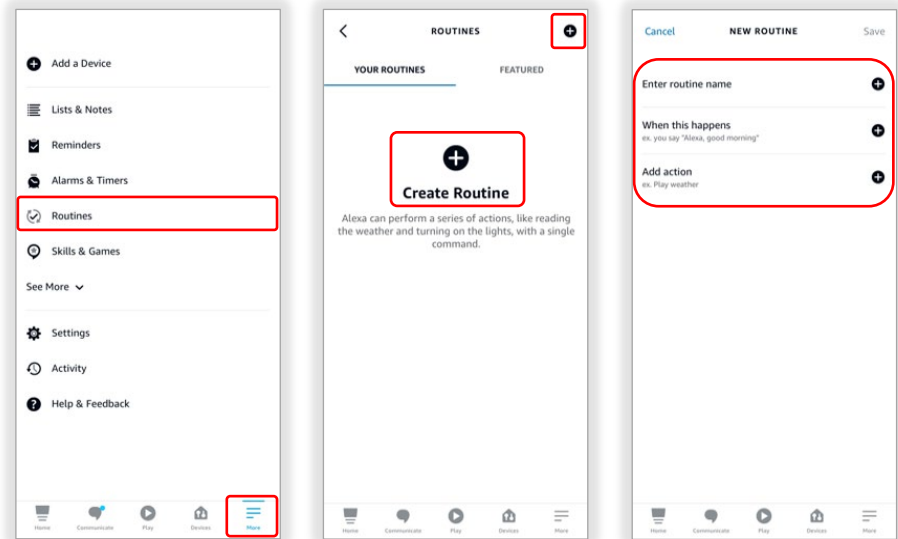 Add a Device
Lists & Notes
Reminders
Alarms & Timers
Routines
Skills & Games
See More
Settings
Activity
Help & Feedback
Home
Communicate
Play
Devices
More
ROUTINES
YOUR ROUTINES
FEATURED
Create Routine
Alexa can perform a series of actions, like reading
the weather and turning on the lights, with a single
command.
Home
Communicate
Play
Devices
More
Cancel
NEW ROUTINE
Save
Enter routine name
When this happens
ex. you say "Alexa, good morning"
Add action
ex. Play weather
Home
Communicate
Play
Devices
More